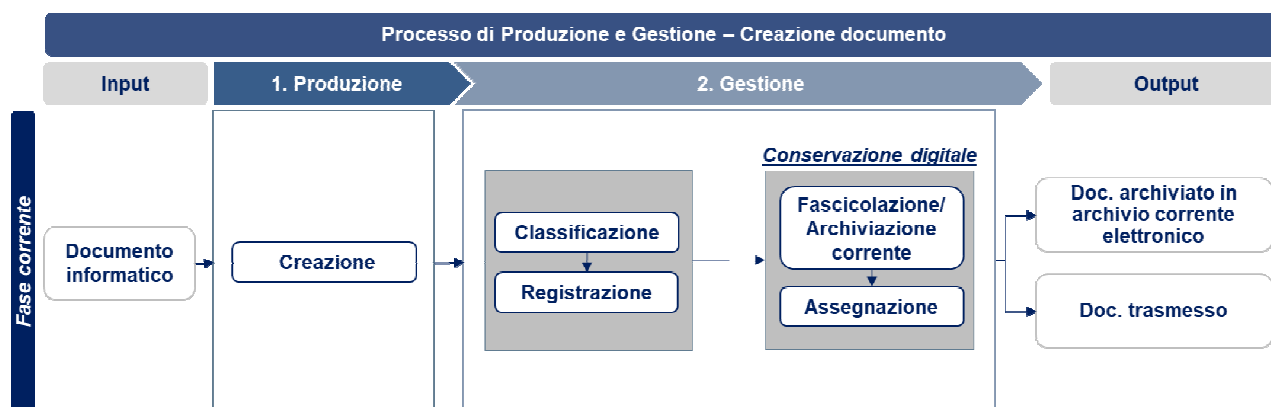 Processo di Produzione e Gestione – Creazione documento
Input
1. Produzione
2. Gestione
Output
Fase corrente
Documento
informatico
Creazione
Classificazione
Registrazione
Conservazione digitale
Fascicolazione/
Archiviazione
corrente
Assegnazione
Doc. archiviato in
archivio corrente
elettronico
Doc. trasmesso